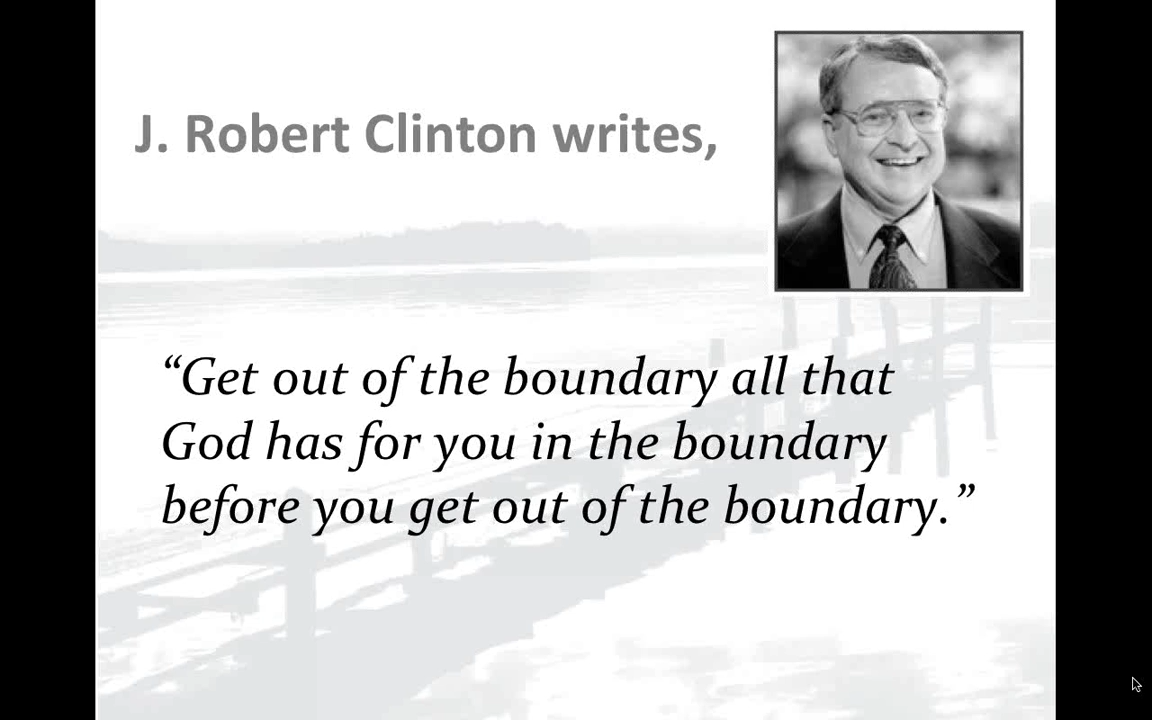 J. Robert Clinton writes,
“Get out of the boundary all that
God has for you in the boundary
before you get out of the boundary.”